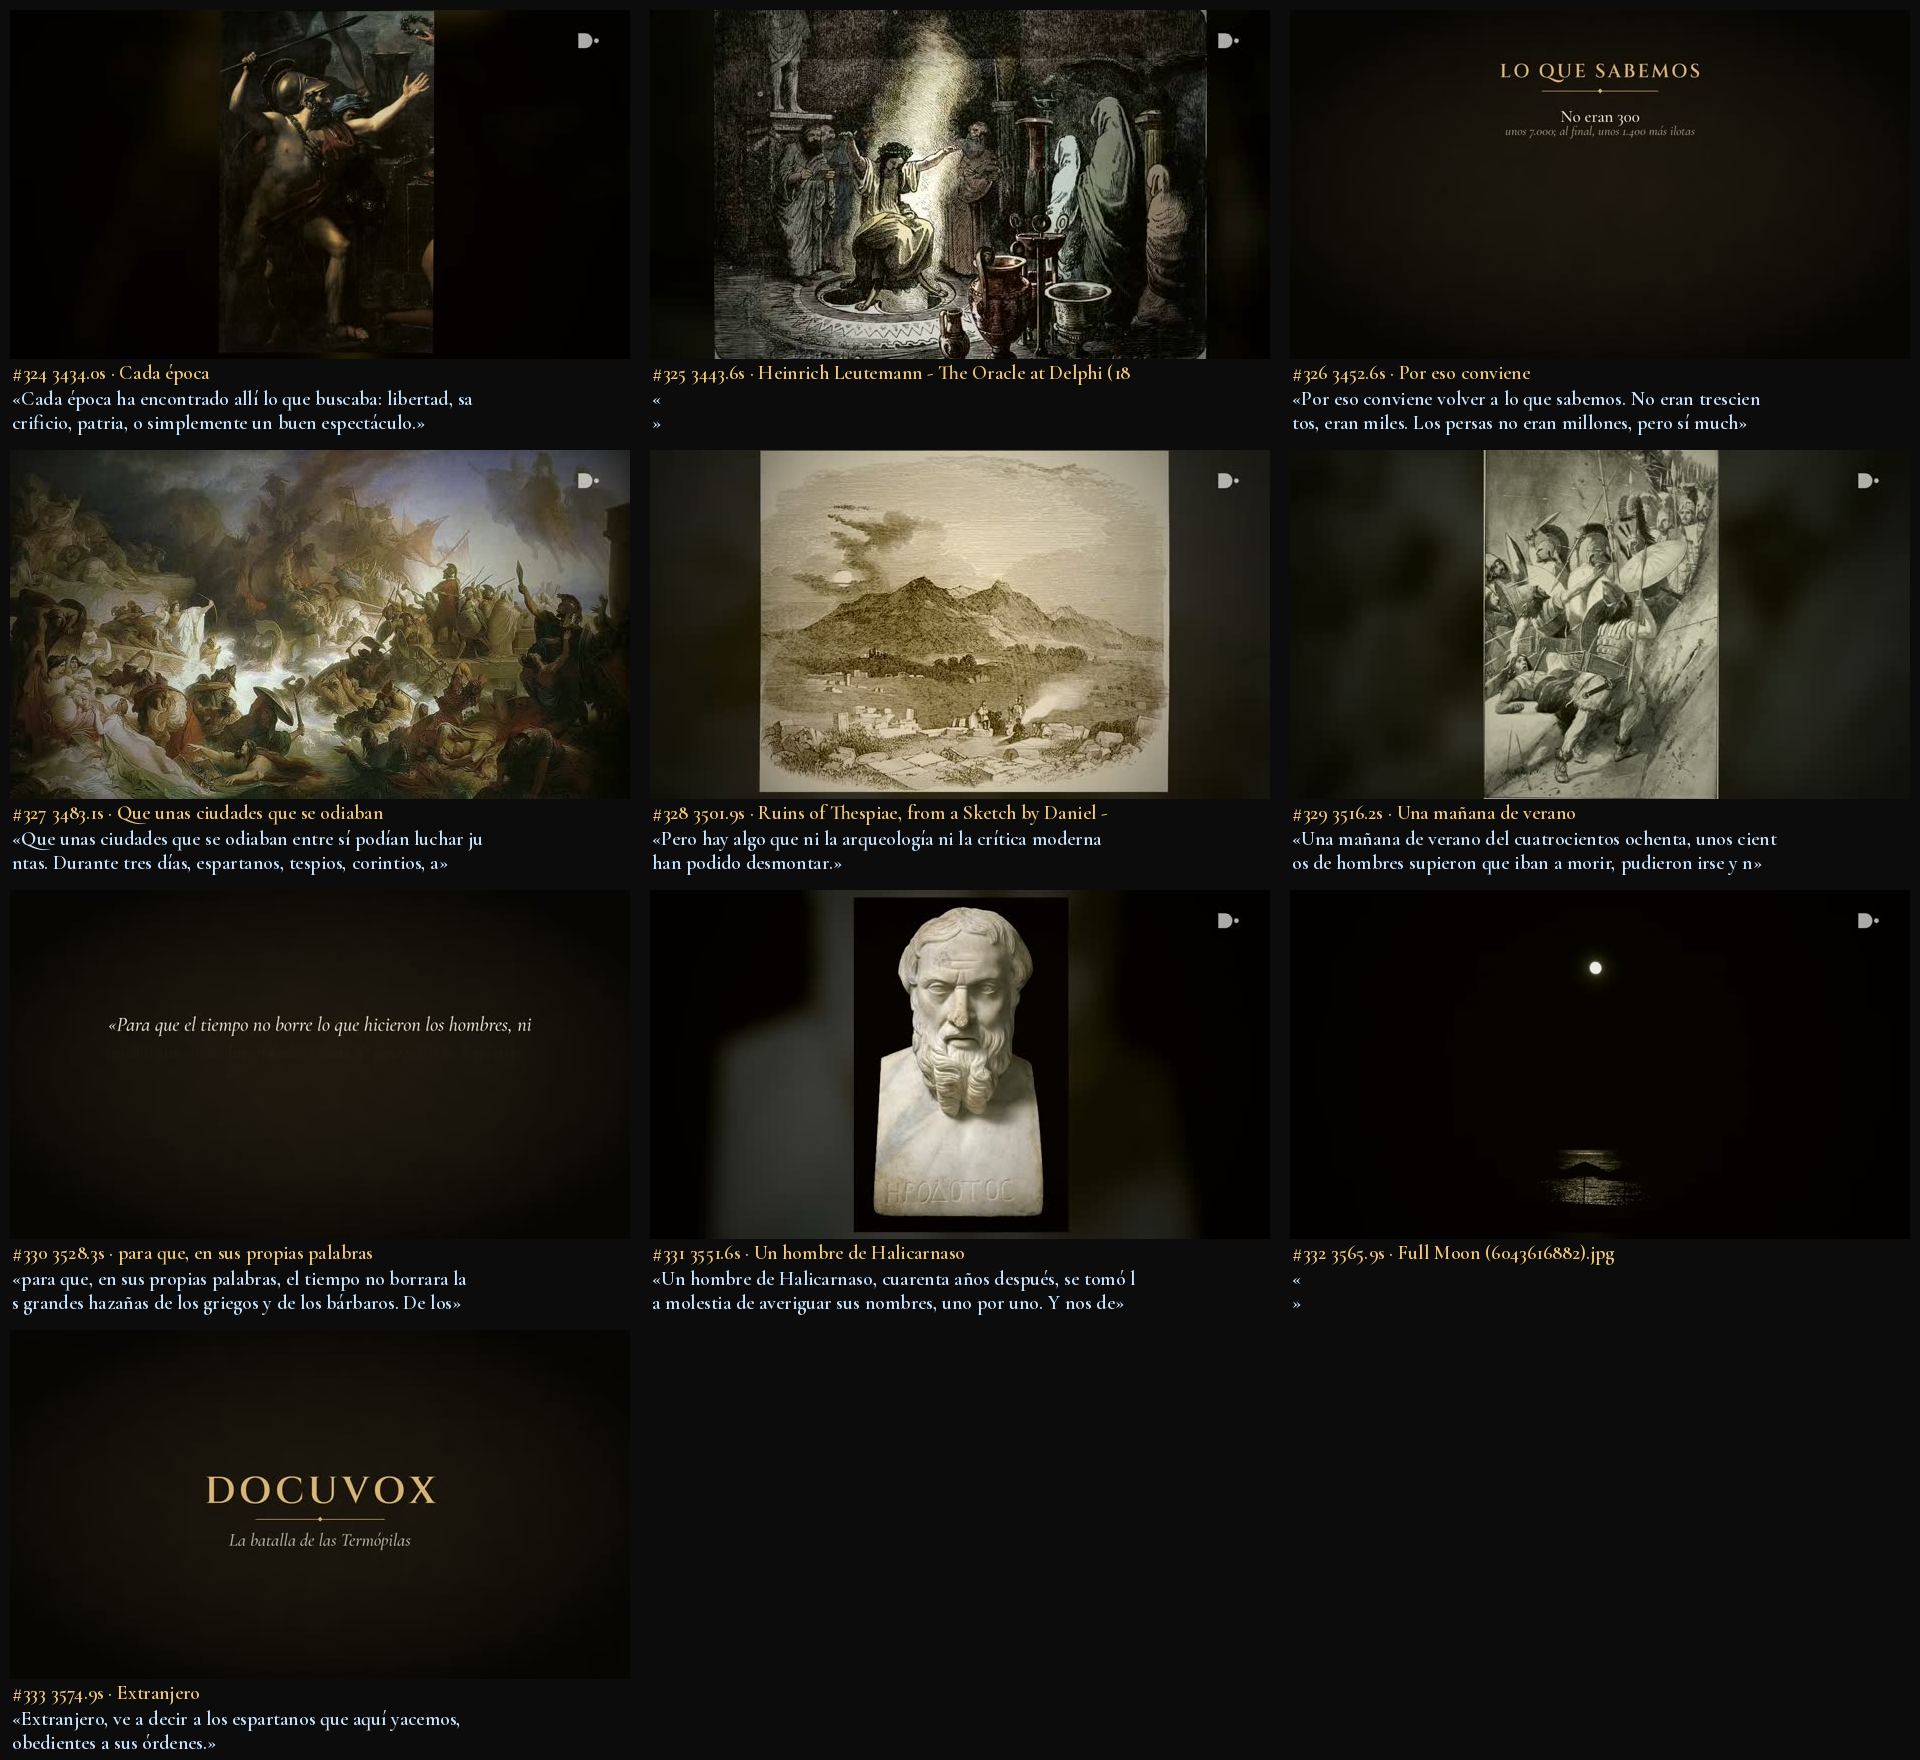 LO QUE SABEMOS
No eran 300
unos 7.000; al final, unos 1.400 más ilotas
#324 3434.0s · Cada época
«Cada época ha encontrado allí lo que buscaba: libertad, sa
crificio, patria, o simplemente un buen espectáculo.»
#325 3443.6s · Heinrich Leutemann - The Oracle at Delphi (18
«
»
#326 3452.6s · Por eso conviene
«Por eso conviene volver a lo que sabemos. No eran trescien
tos, eran miles. Los persas no eran millones, pero sí much»
#327 3483.1s · Que unas ciudades que se odiaban
«Que unas ciudades que se odiaban entre sí podían luchar ju
ntas. Durante tres días, espartanos, tespios, corintios, a»
#328 3501.9s · Ruins of Thespiae, from a Sketch by Daniel -
«Pero hay algo que ni la arqueología ni la crítica moderna
han podido desmontar.»
#329 3516.2s · Una mañana de verano
«Una mañana de verano del cuatrocientos ochenta, unos cient
os de hombres supieron que iban a morir, pudieron irse y n»
«Para que el tiempo no borre lo que hicieron los hombres, ni
ΗΡΟΔΟΤΟΣ
#330 3528.3s · para que, en sus propias palabras
«para que, en sus propias palabras, el tiempo no borrara la
s grandes hazañas de los griegos y de los bárbaros. De los»
#331 3551.6s · Un hombre de Halicarnaso
«Un hombre de Halicarnaso, cuarenta años después, se tomó l
a molestia de averiguar sus nombres, uno por uno. Y nos de»
#332 3565.9s · Full Moon (6043616882).jpg
«
»
DOCUVOX
La batalla de las Termópilas
#333 3574.9s · Extranjero
«Extranjero, ve a decir a los espartanos que aquí yacemos,
obedientes a sus órdenes.»